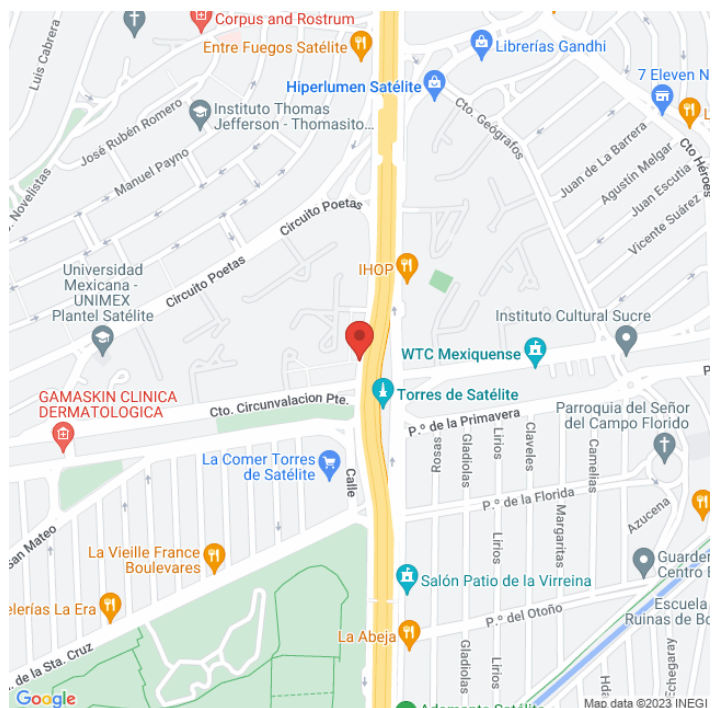 Corpus and Rostrum
Luis Cabrera
Entre Fuegos Satélite
Librerías Gandhi
Hiperlumen Satélite
7 Eleven N
L
Cto. Geógrafos
Instituto Thomas
Jefferson - Thomasito...
José Rubén Romero
Cto Héroes
Juan de La Barrera
Agustín Melgar
Juan Escutia
Vicente Suárez
Manuel Payno
o. Novelistas
Circuito Poetas
Circuito Poetas
IHOP
Universidad
Mexicana -
UNIMEX
Plantel Satélite
Instituto Cultural Sucre
WTC Mexiquense
GAMASKIN CLINICA
DERMATOLOGICA
Cto. Circunvalacion Pte.
Torres de Satélite
P.º de la Primavera
P
Parroquia del Señor
del Campo Florido
La Comer Torres
de Satélite
Calle
Rosas
Gladiolas
Lirios
Claveles
Camelias
P.º de la Florida
Lirios
Margaritas
Azucena
san Mateo
La Vieille France
Boulevares
Salón Patio de la Virreina
Guarder
Centro E
elerías La Era
P.º del Otoño
Escuela
Ruinas de Bo
La Abeja
. de la Sta. Cruz
Gladiolas
Lirios
Hda
Echegaray
Google
Map data ©2023 INEGI